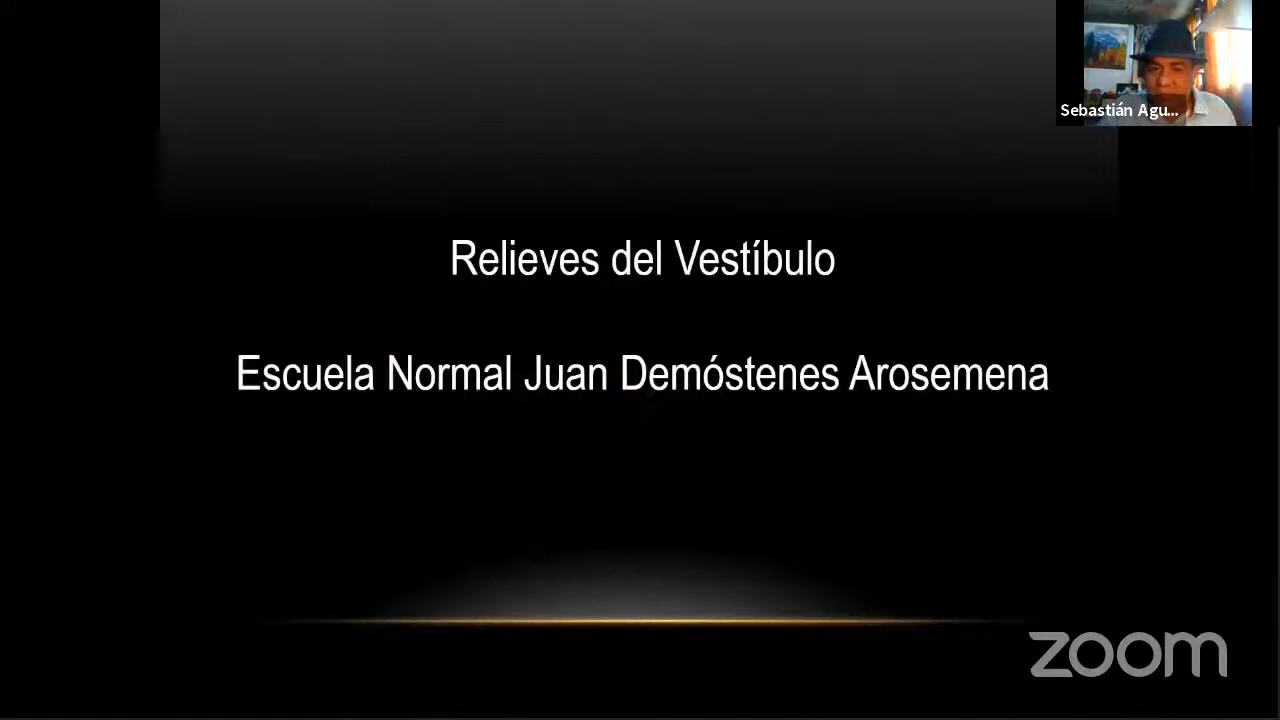 Sebastián Agu...
Relieves del Vestíbulo
Escuela Normal Juan Demóstenes Arosemena
zoom